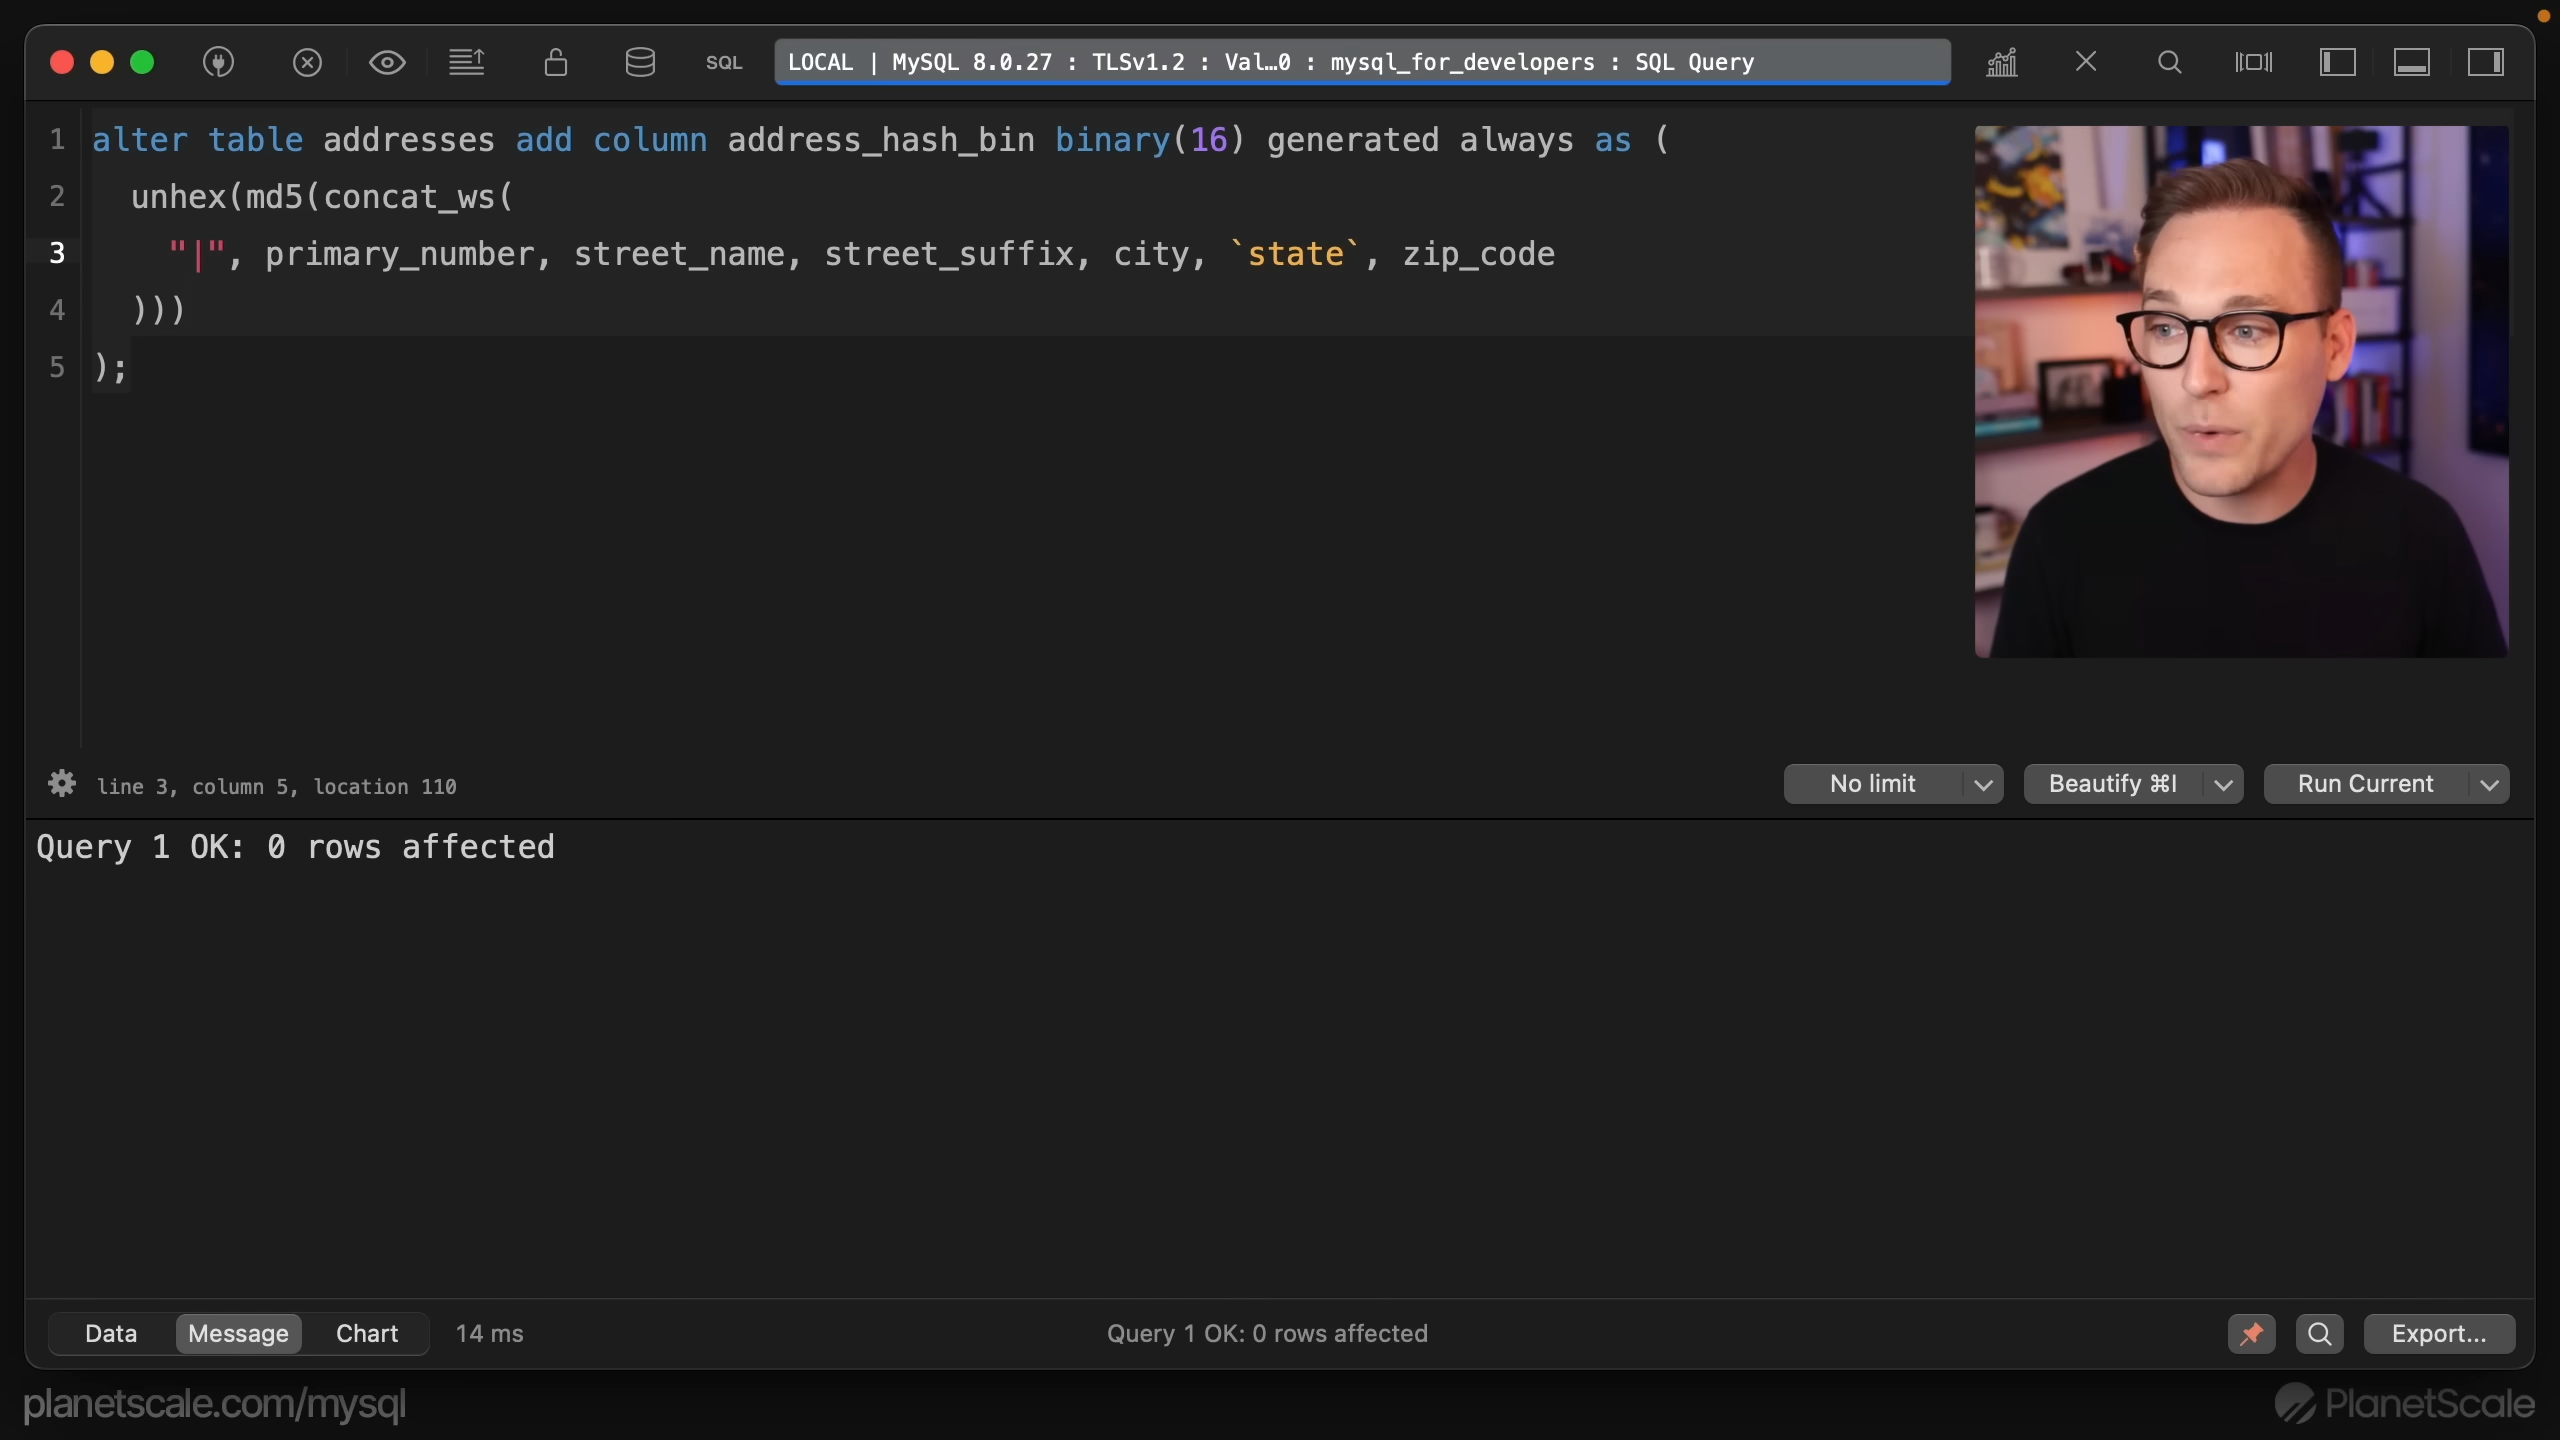 SQL
LOCAL | MySQL 8.0.27 : TLSv1.2 : Val…0 : mysql_for_developers : SQL Query
1 alter table addresses add column address_hash_bin binary(16) generated always as (
2   unhex(md5(concat_ws(
3     "|", primary_number, street_name, street_suffix, city, `state`, zip_code
4   )))
5 );
line 3, column 5, location 110
No limit
Beautify ⌘I
Run Current
Query 1 OK: 0 rows affected
Data
Message
Chart
14 ms
Query 1 OK: 0 rows affected
Export...
planetscale.com/mysql
PlanetScale